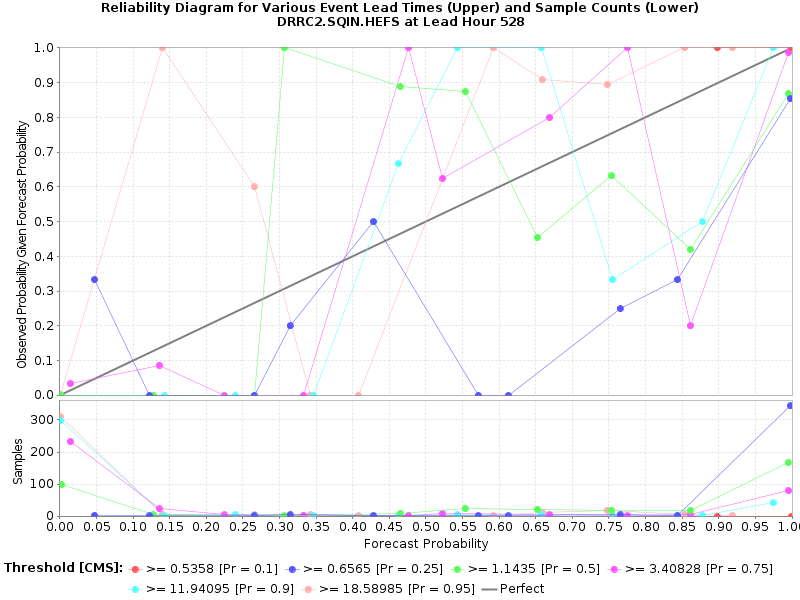 Reliability Diagram for Various Event Lead Times (Upper) and Sample Counts (Lower)
DRRC2.SQIN.HEFS at Lead Hour 528
Observed Probability Given Forecast Probability
1.0
0.9
0.8
0.7
0.6
0.5
0.4
0.3
0.2
0.1
0.0
Samples
300
200
100
0
0.00 0.05 0.10 0.15 0.20 0.25 0.30 0.35 0.40 0.45 0.50 0.55 0.60 0.65 0.70 0.75 0.80 0.85 0.90 0.95 1.00
Forecast Probability
Threshold [CMS]: >= 0.5358 [Pr = 0.1] >= 0.6565 [Pr = 0.25] >= 1.1435 [Pr = 0.5] >= 3.40828 [Pr = 0.75]
>= 11.94095 [Pr = 0.9] >= 18.58985 [Pr = 0.95] Perfect